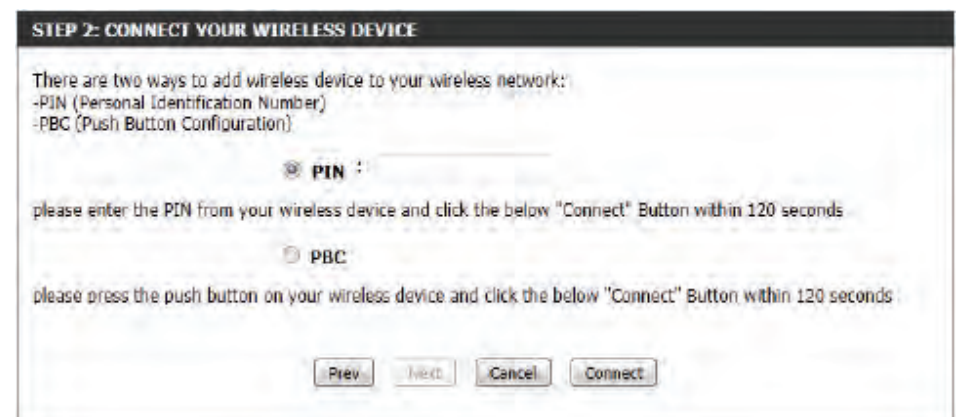 STEP 2: CONNECT YOUR WIRELESS DEVICE
There are two ways to add wireless device to your wireless network:
-PIN (Personal Identification Number)
-PBC (Push Button Configuration)
PIN :
please enter the PIN from your wireless device and click the below "Connect" Button within 120 seconds
PBC
please press the push button on your wireless device and click the below "Connect" Button within 120 seconds
Prev Next Cancel Connect